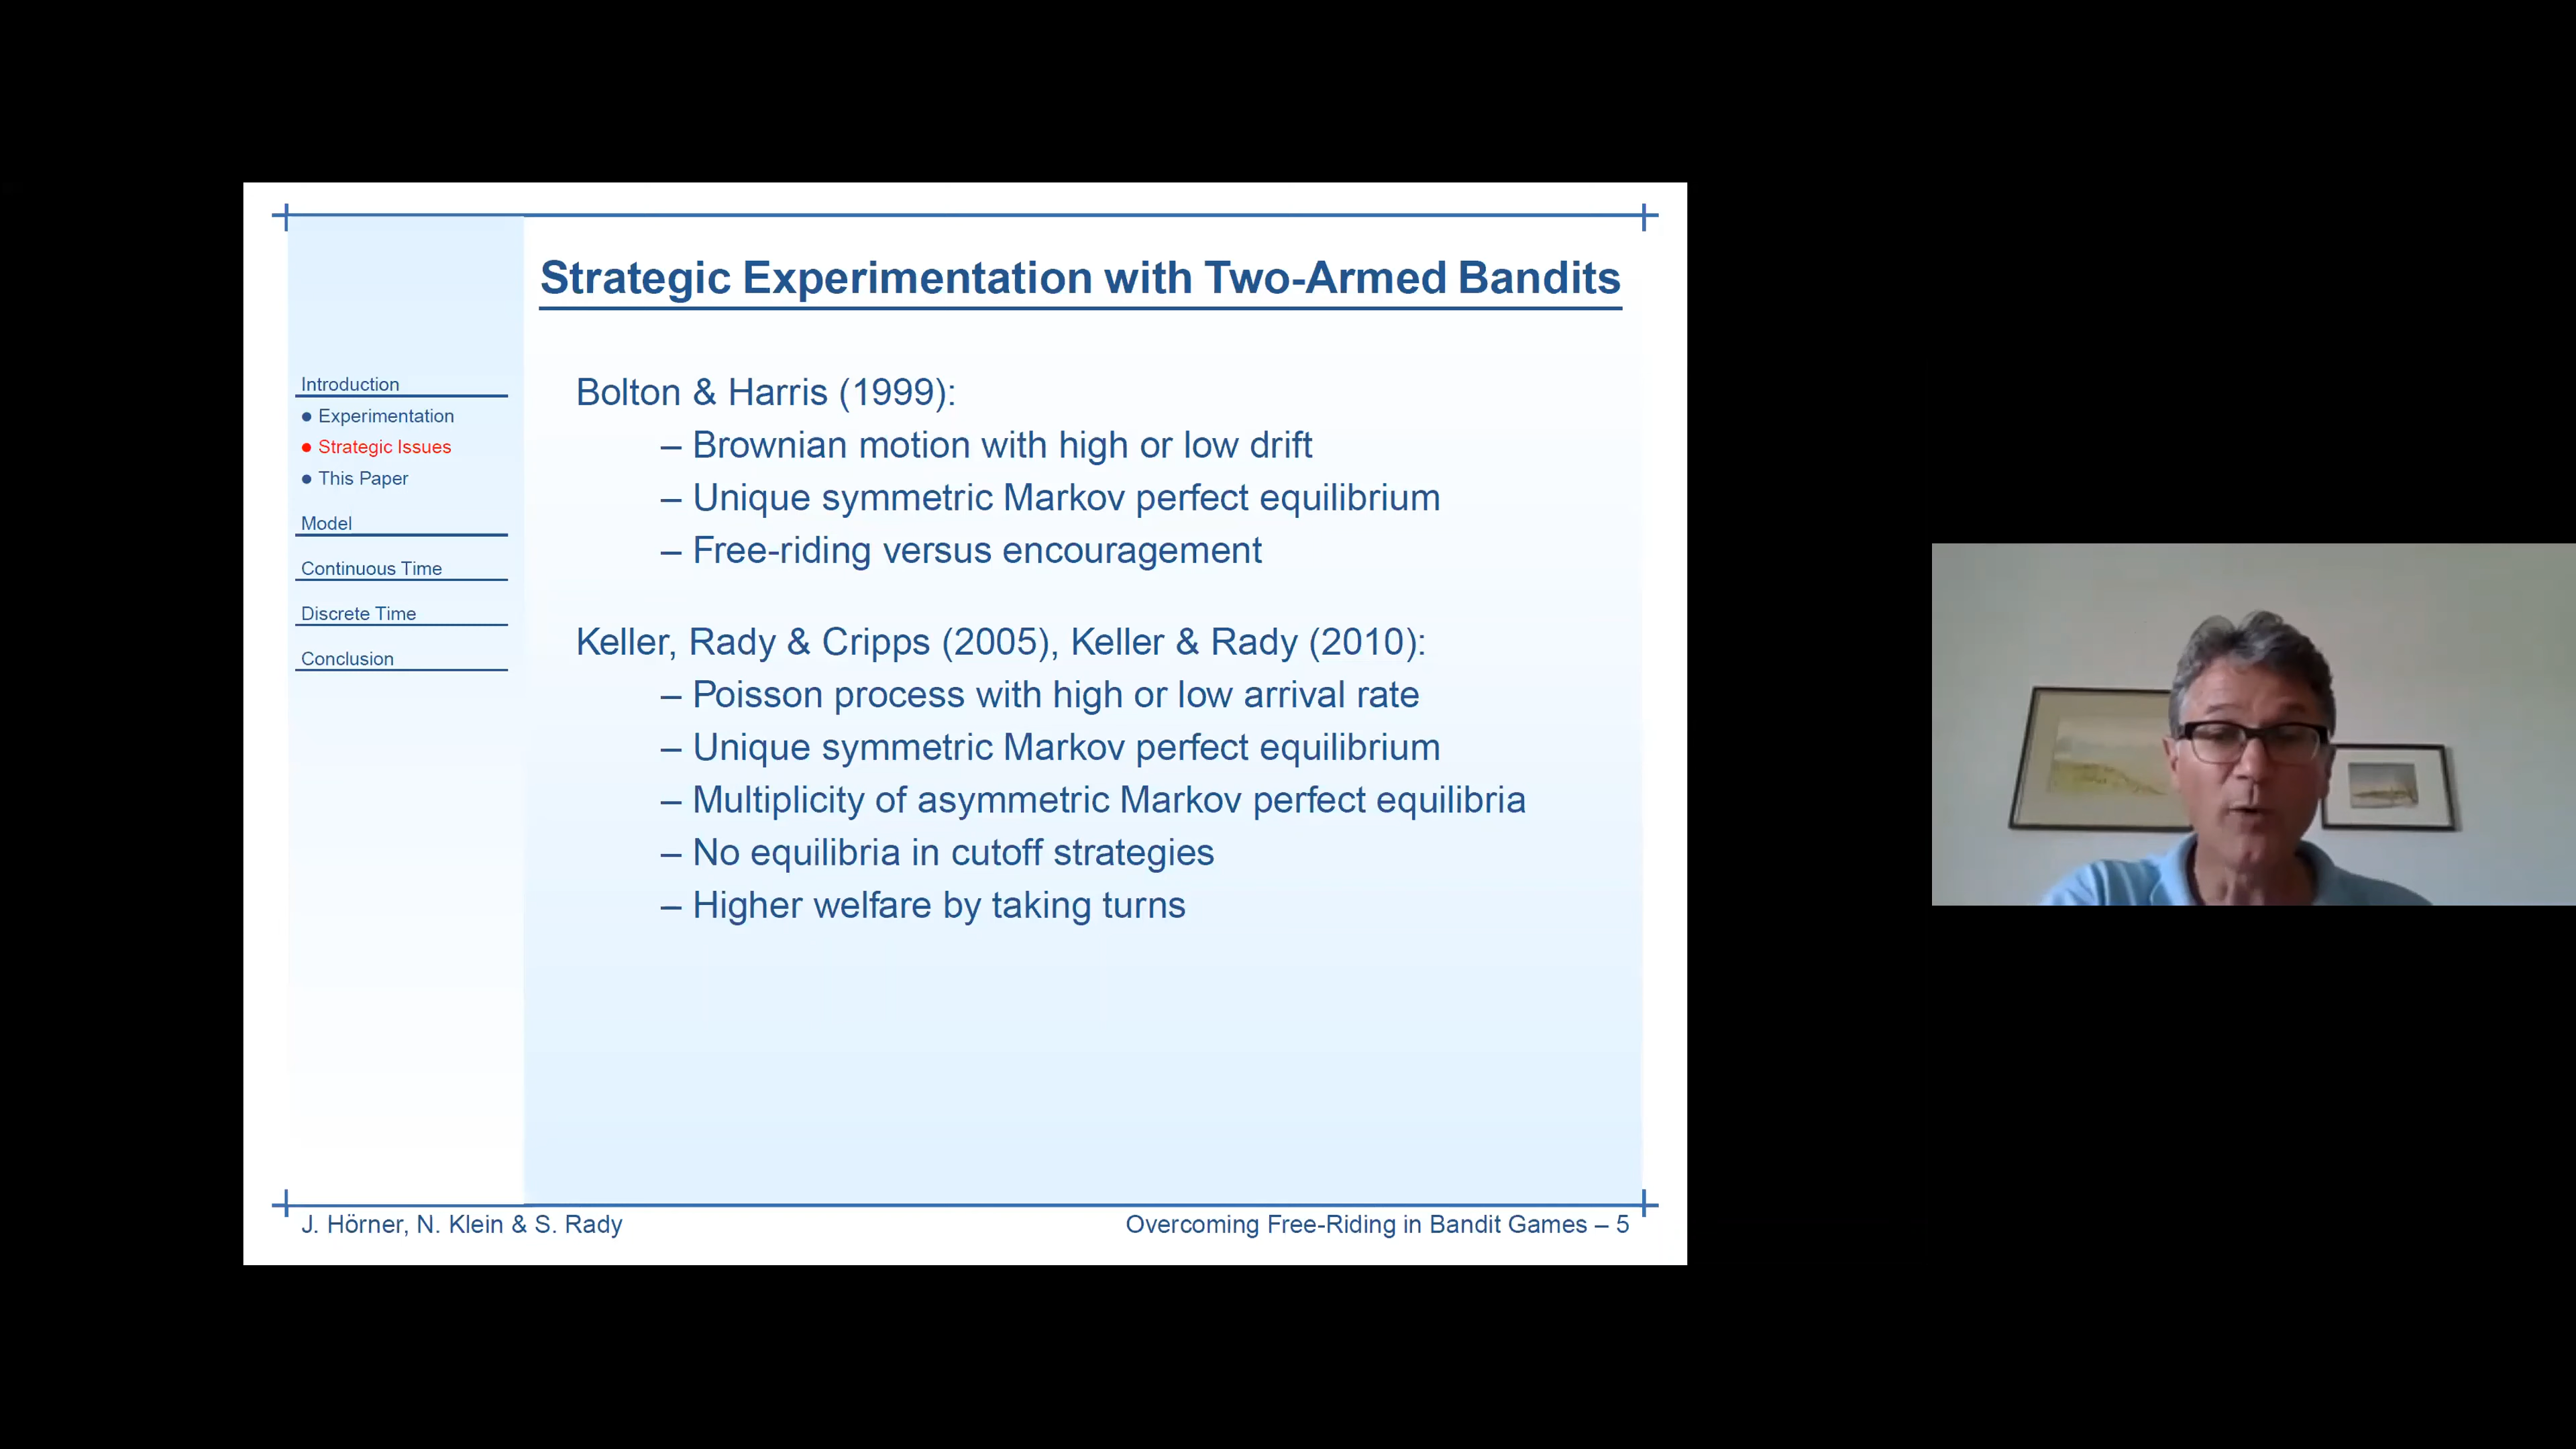 Strategic Experimentation with Two-Armed Bandits
Introduction
● Experimentation
● Strategic Issues
● This Paper
Model
Continuous Time
Discrete Time
Conclusion
Bolton & Harris (1999):
– Brownian motion with high or low drift
– Unique symmetric Markov perfect equilibrium
– Free-riding versus encouragement
Keller, Rady & Cripps (2005), Keller & Rady (2010):
– Poisson process with high or low arrival rate
– Unique symmetric Markov perfect equilibrium
– Multiplicity of asymmetric Markov perfect equilibria
– No equilibria in cutoff strategies
– Higher welfare by taking turns
J. Hörner, N. Klein & S. Rady
Overcoming Free-Riding in Bandit Games – 5